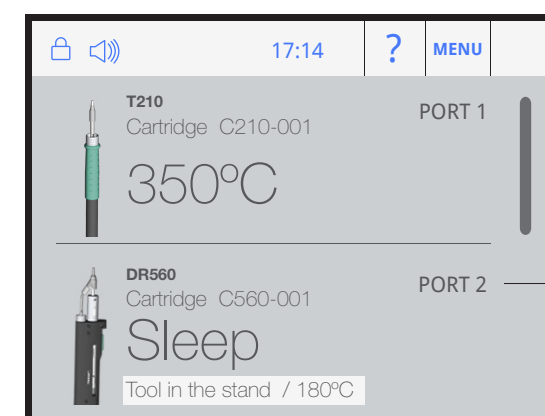 17:14 ? MENU
T210 PORT 1
Cartridge C210-001
350ºC
DR560 PORT 2
Cartridge C560-001
Sleep
Tool in the stand / 180ºC